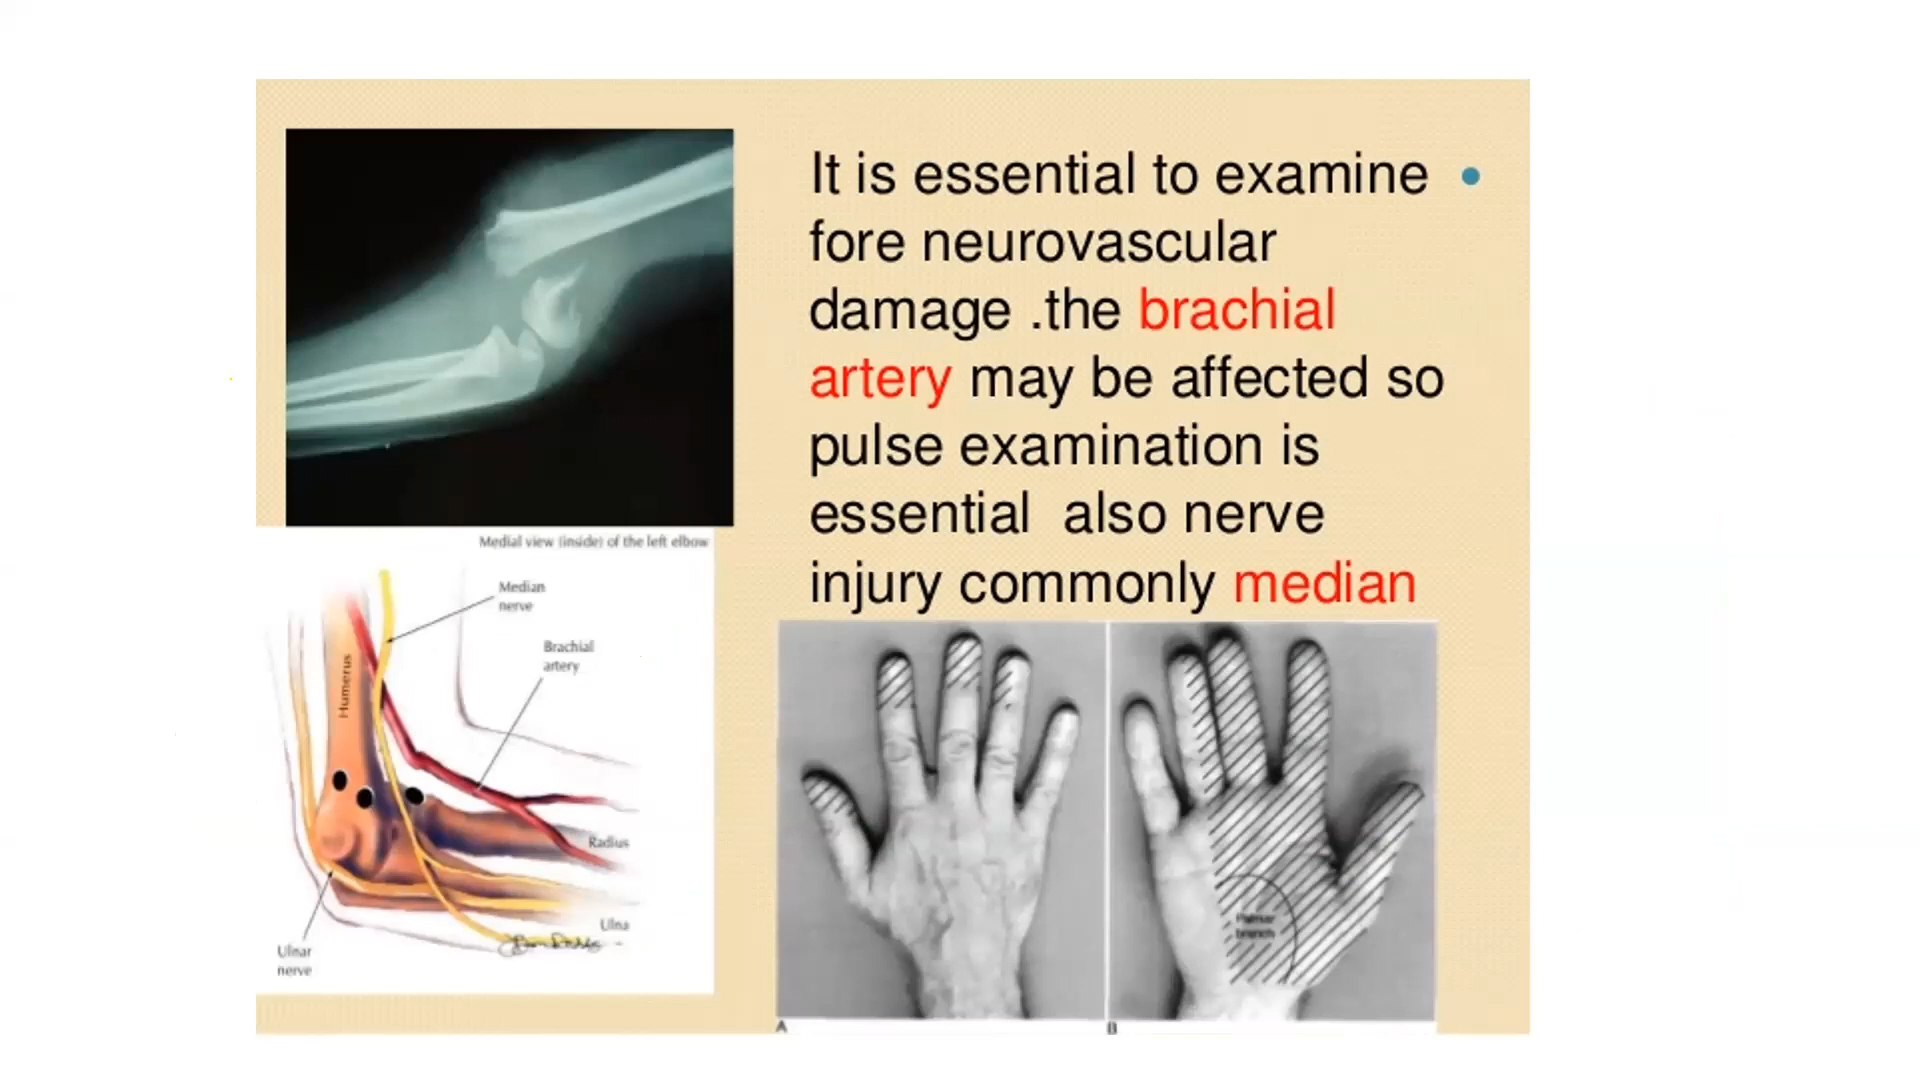 It is essential to examine •
fore neurovascular
damage .the brachial
artery may be affected so
pulse examination is
essential also nerve
injury commonly median
Medial view (inside) of the left elbow
Median
nerve
Brachial
artery
Humerus
Radius
Ulna
Ulnar
nerve
Palmar
branch
A
B